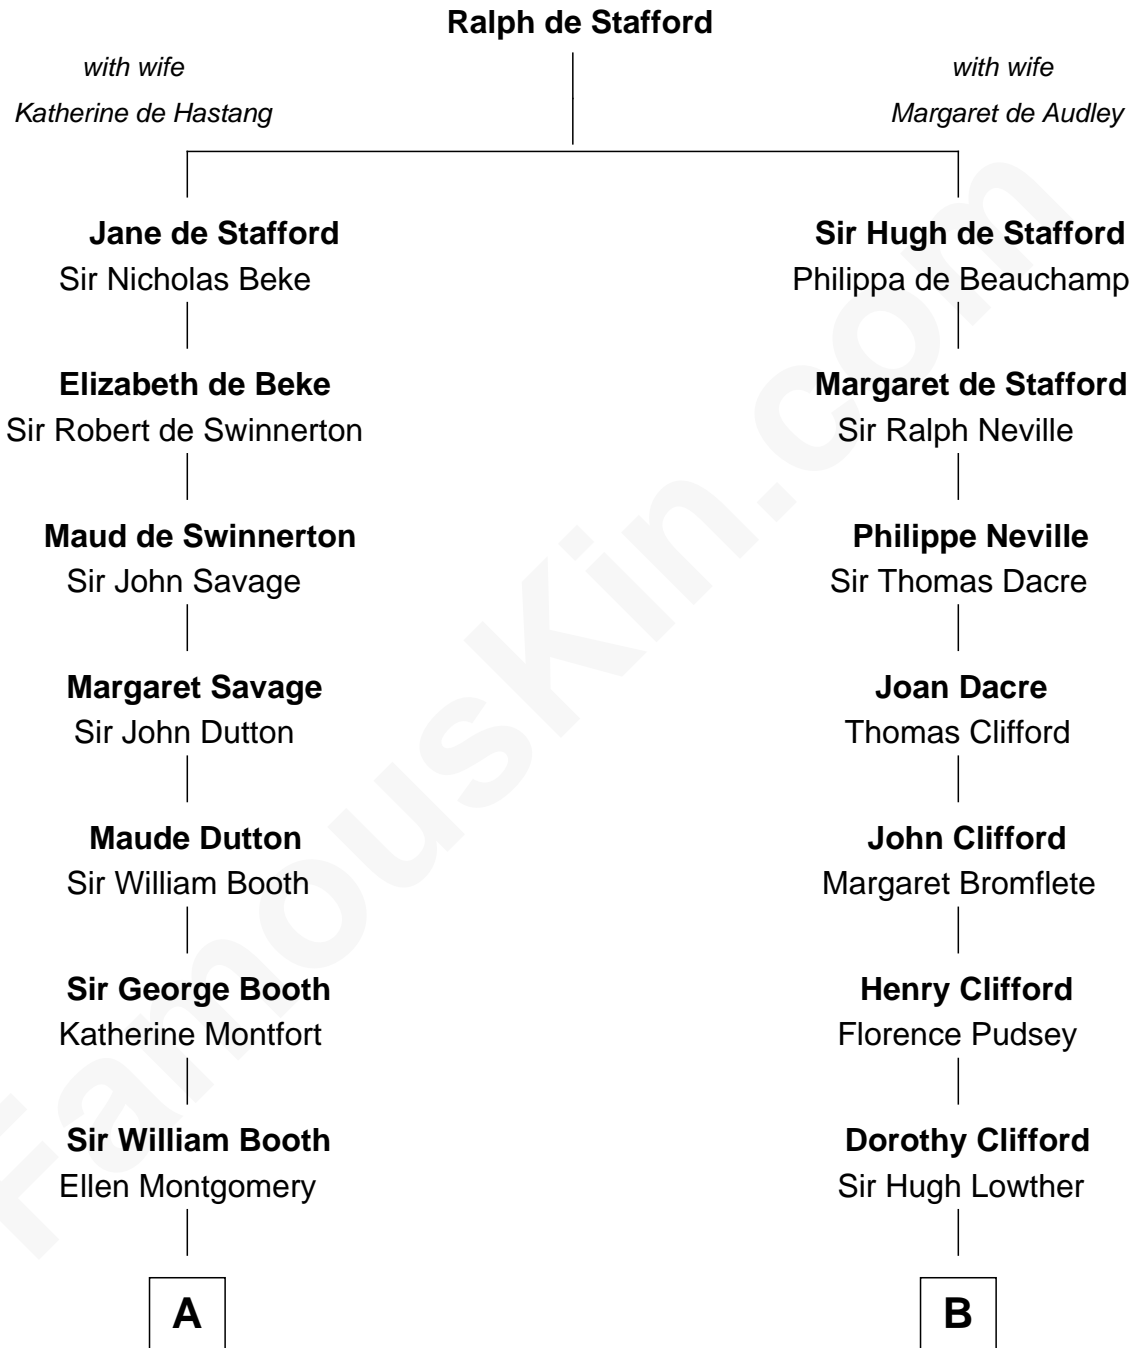 Ralph de Stafford
with wife
Katherine de Hastang
with wife
Margaret de Audley
Jane de Stafford
Sir Nicholas Beke
Sir Hugh de Stafford
Philippa de Beauchamp
Elizabeth de Beke
Sir Robert de Swinnerton
Margaret de Stafford
Sir Ralph Neville
Maud de Swinnerton
Sir John Savage
Philippe Neville
Sir Thomas Dacre
Margaret Savage
Sir John Dutton
Joan Dacre
Thomas Clifford
Maude Dutton
Sir William Booth
John Clifford
Margaret Bromflete
Sir George Booth
Katherine Montfort
Henry Clifford
Florence Pudsey
Sir William Booth
Ellen Montgomery
Dorothy Clifford
Sir Hugh Lowther
A
B
FamousKin.com